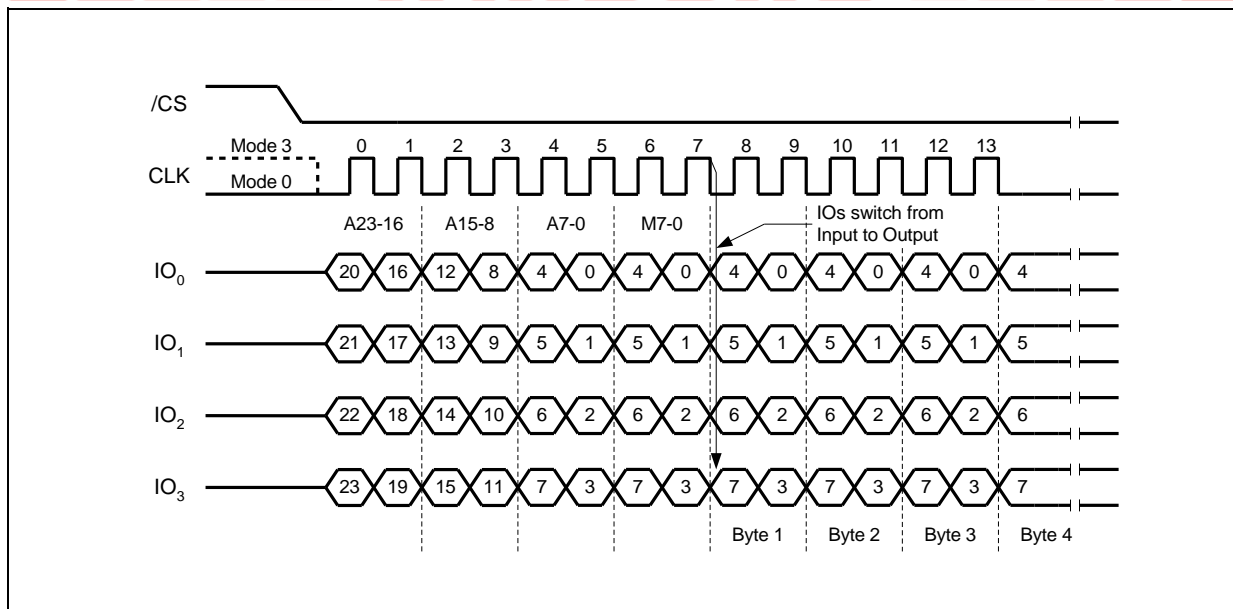 /CS
Mode 3
0 1 2 3 4 5 6 7 8 9 10 11 12 13
CLK
Mode 0
A23-16 A15-8 A7-0 M7-0
IOs switch from
Input to Output
IO0 20 16 12 8 4 0 4 0 4 0 4 0 4 0 4
IO1 21 17 13 9 5 1 5 1 5 1 5 1 5 1 5
IO2 22 18 14 10 6 2 6 2 6 2 6 2 6 2 6
IO3 23 19 15 11 7 3 7 3 7 3 7 3 7 3 7
Byte 1 Byte 2 Byte 3 Byte 4